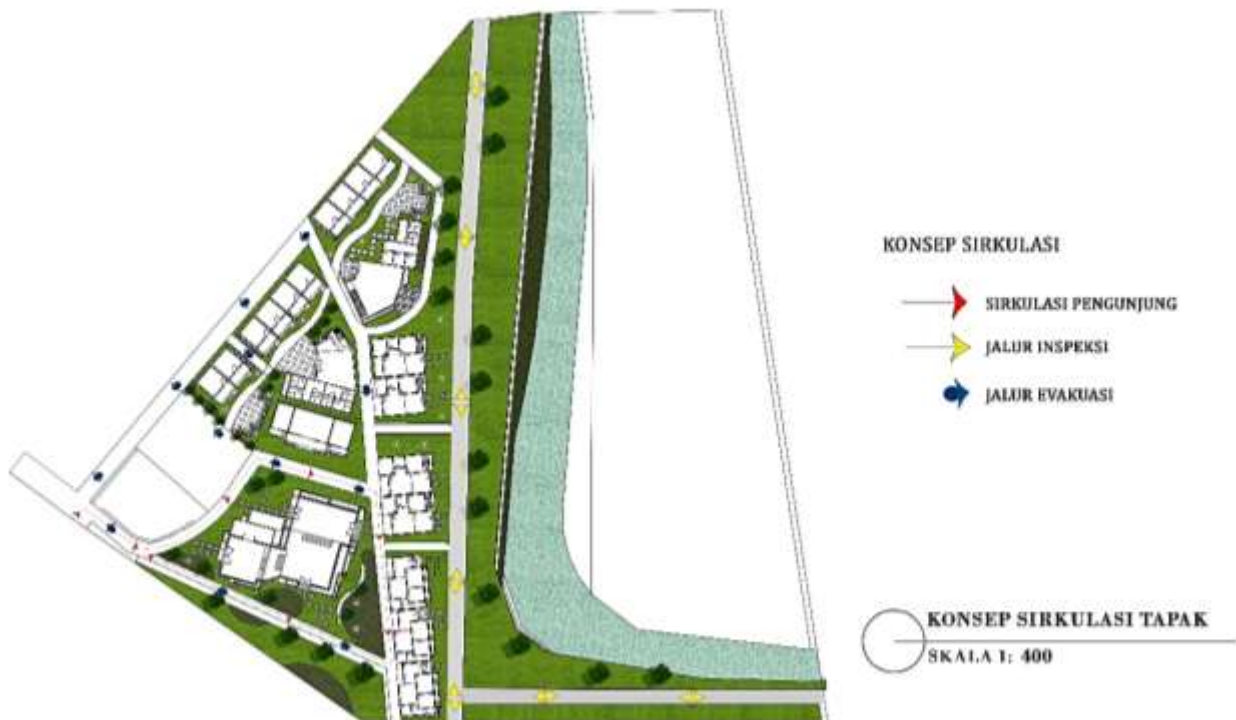 KONSEP SIRKULASI
SIRKULASI PENGUNJUNG
JALUR INSPEKSI
JALUR EVAKUASI
KONSEP SIRKULASI TAPAK
SKALA 1: 400